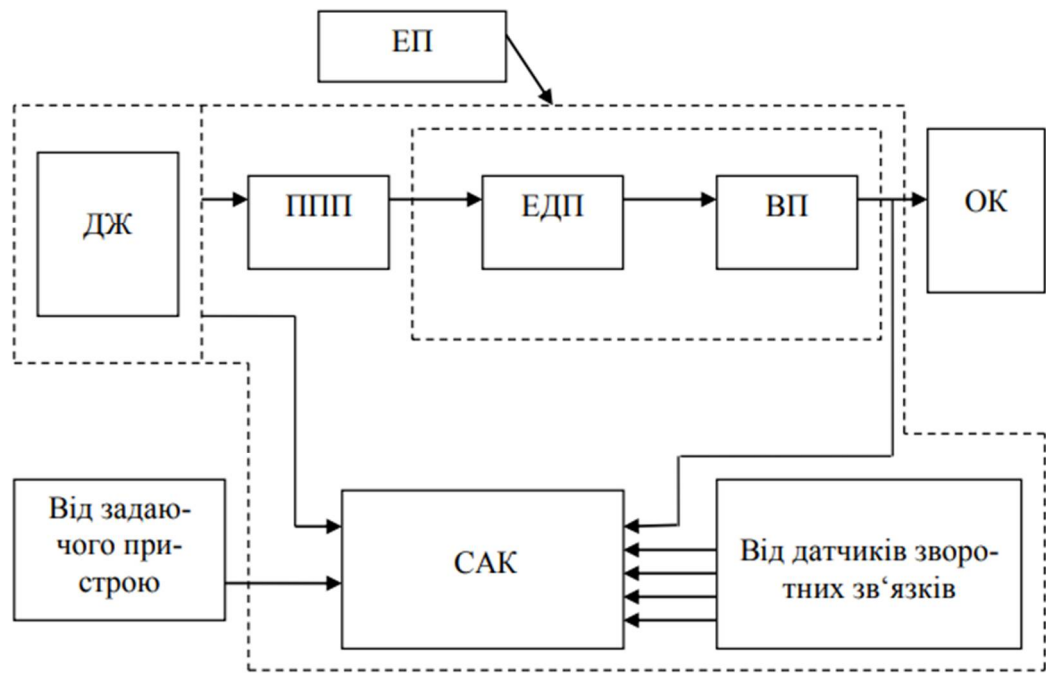 ЕП
ДЖ
ППП
ЕДП
ВП
ОК
Від задаю-
чого при-
строю
САК
Від датчиків зворо-
тних зв‘язків